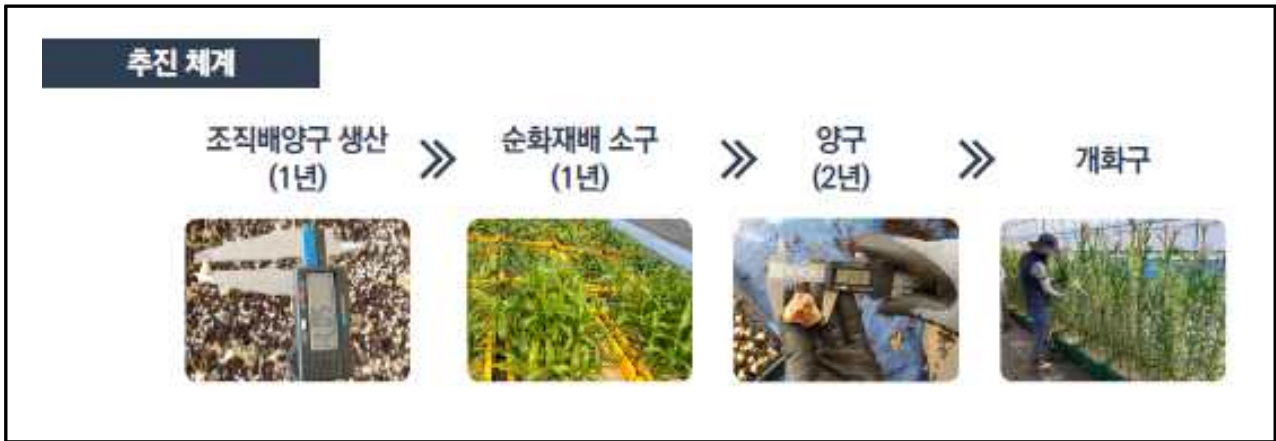 추진 체계
조직배양구 생산
(1년)
순화재배 소구
(1년)
양구
(2년)
개화구